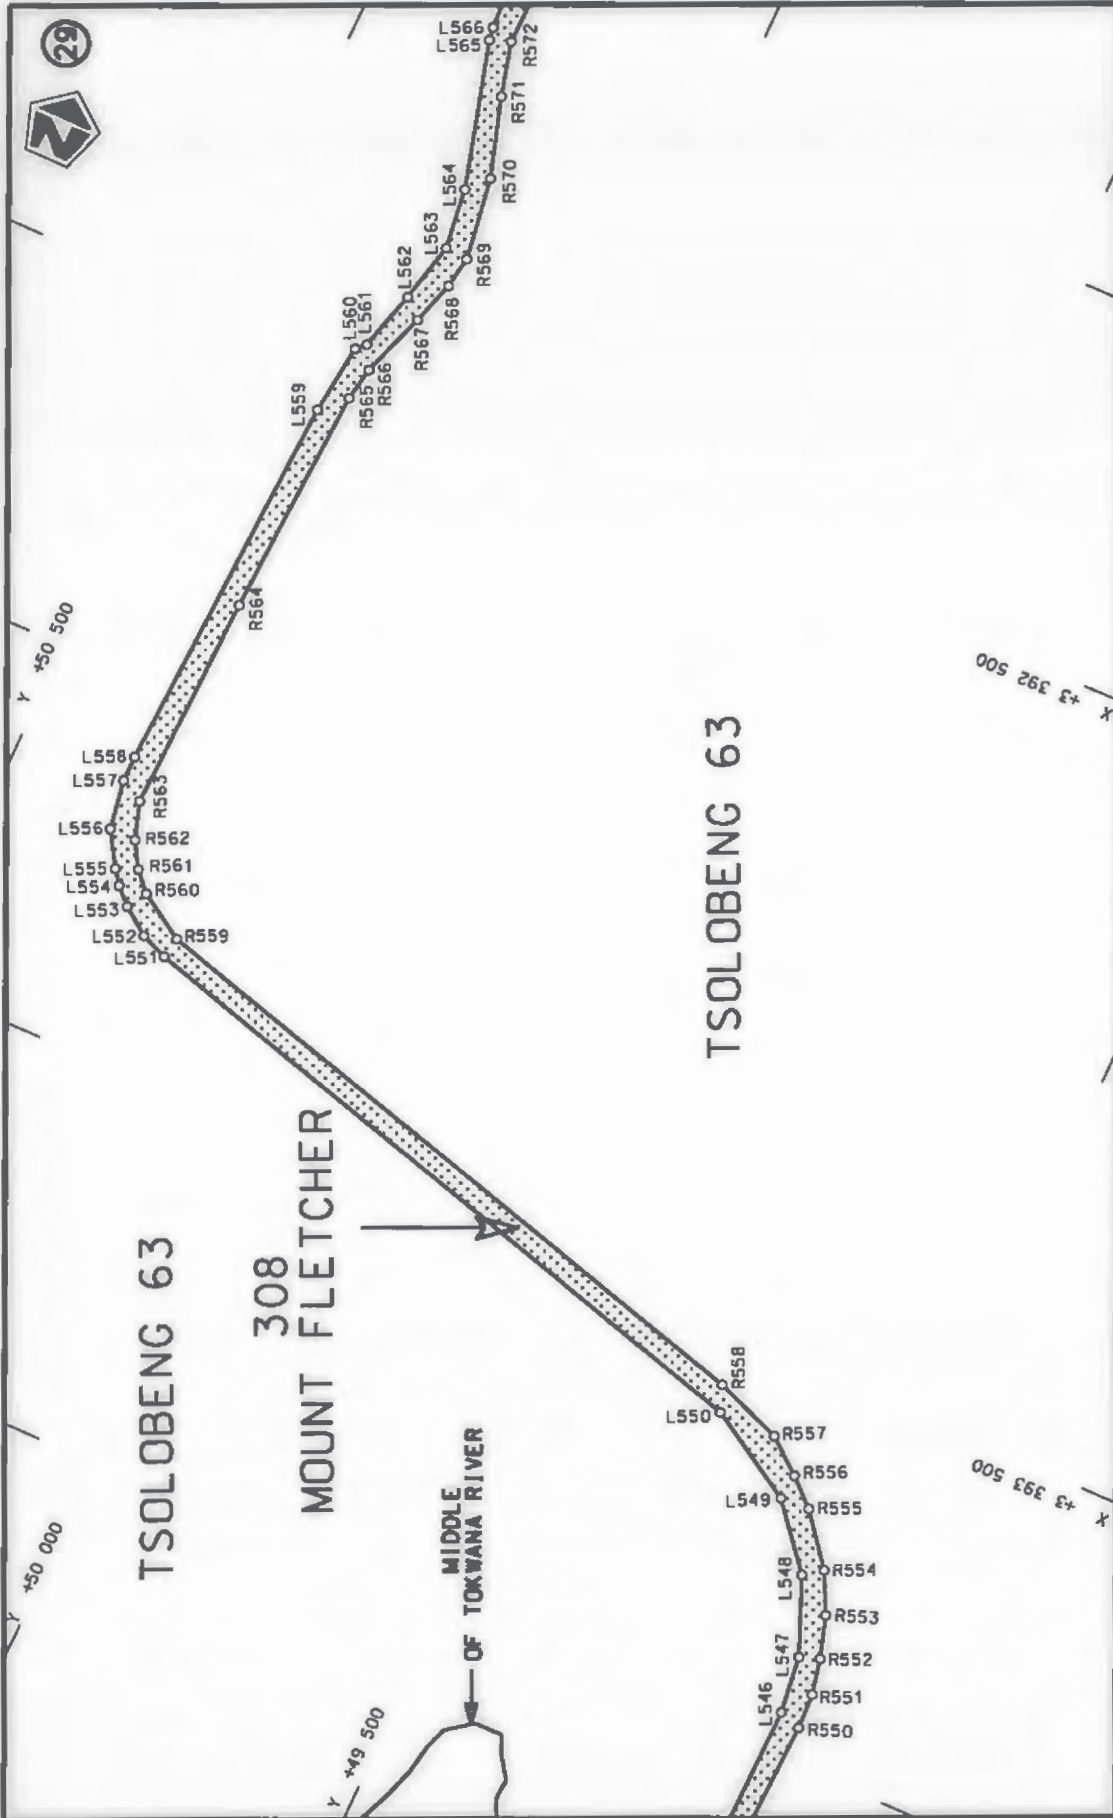 29
N
L566
L565
R572
R571
L564
R570
L563
R569
L562
R568
L560
L561
R567
R566
R565
L559
R564
Y +50 500
+3 392 500 X
L558
L557
R563
L556
R562
L555
R561
L554
R560
L553
L552
R559
L551
TSOLOBENG 63
TSOLOBENG 63
308
MOUNT FLETCHER
MIDDLE
OF TOKWANA RIVER
R558
L550
R557
R556
L549
R555
+3 393 500 X
Y +50 000
L548
R554
R553
L547
R552
L546
R551
R550
Y +49 500